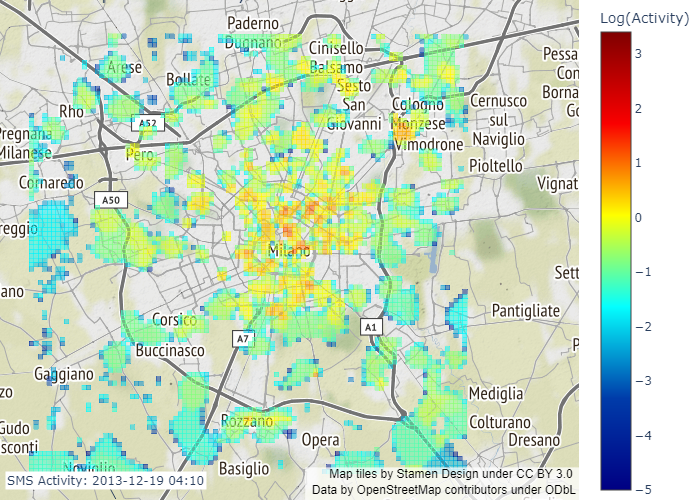 Log(Activity)
3
2
1
0
−1
−2
−3
−4
−5
Paderno
Dugnano
Cinisello
Balsamo
Arese
Bollate
Sesto
San
Giovanni
Rho
A52
Cologno
Monzese
Cernusco
sul
Naviglio
Vimodrone
Pregnana
Milanese
Pero
Pioltello
Cornaredo
A50
Vignat
reggio
Milano
Sett
ano
Pantigliate
Corsico
A7
A1
Buccinasco
P
Gaggiano
zo
Mediglia
Rozzano
Colturano
Gudo
Opera
Dresano
sconti
Basiglio
Noviglio
Pessa
Con
Borna
Go
SMS Activity: 2013-12-19 04:10
Map tiles by Stamen Design under CC BY 3.0
Data by OpenStreetMap contributors under ODbL